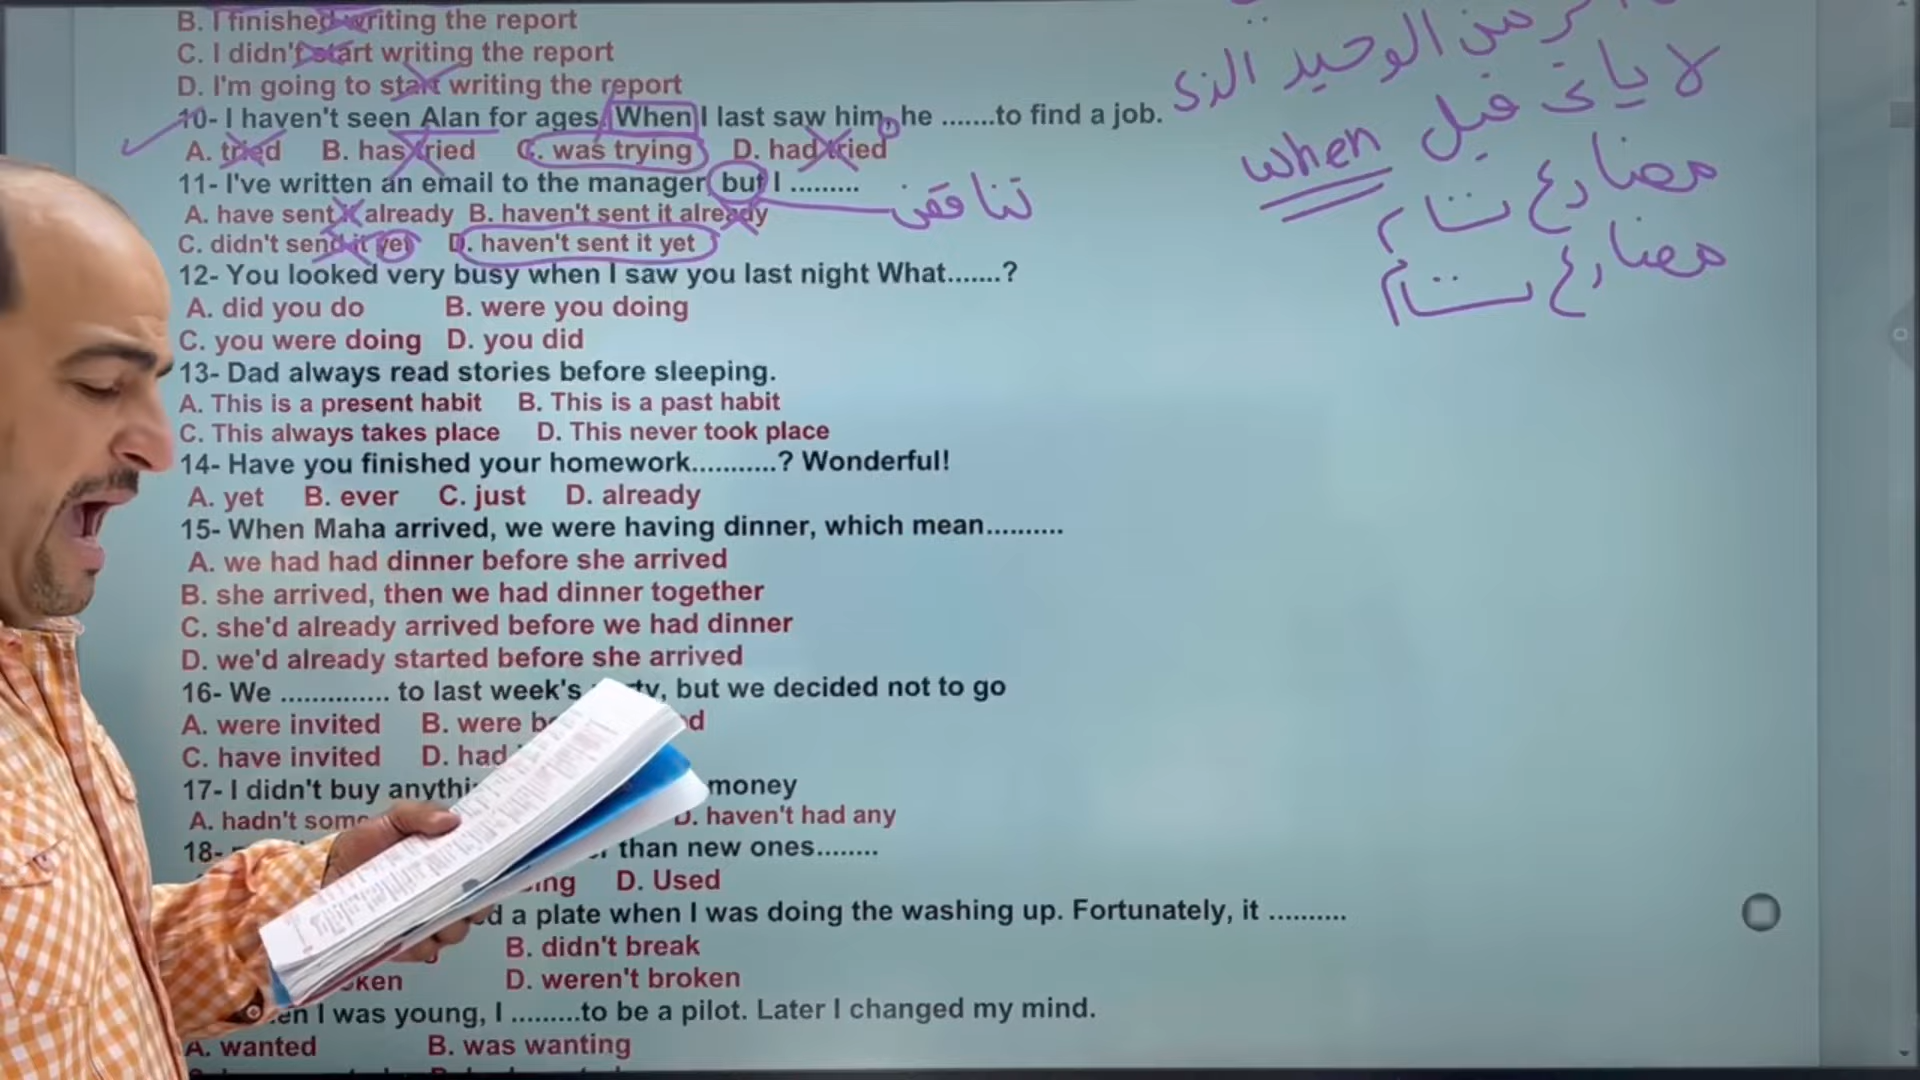 B. I finished writing the report
C. I didn't start writing the report
D. I'm going to start writing the report
10- I haven't seen Alan for ages. When I last saw him, he .......to find a job.
A. tried B. has tried C. was trying D. had tried
11- I've written an email to the manager, but I .........
A. have sent it already B. haven't sent it already
C. didn't send it yet D. haven't sent it yet
12- You looked very busy when I saw you last night What.......?
A. did you do B. were you doing
C. you were doing D. you did
13- Dad always read stories before sleeping.
A. This is a present habit B. This is a past habit
C. This always takes place D. This never took place
14- Have you finished your homework...........? Wonderful!
A. yet B. ever C. just D. already
15- When Maha arrived, we were having dinner, which mean..........
A. we had had dinner before she arrived
B. she arrived, then we had dinner together
C. she'd already arrived before we had dinner
D. we'd already started before she arrived
16- We .............. to last week's , but we decided not to go
A. were invited B. were
C. have invited D. had
17- I didn't buy money
A. hadn't D. haven't had any
18- than new ones........
D. Used
a plate when I was doing the washing up. Fortunately, it ..........
B. didn't break
D. weren't broken
I was young, I .........to be a pilot. Later I changed my mind.
A. wanted B. was wanting
الوحيد الذى
لا يأتى قبل
when
مضارع تام
مضارع تام
تناقض